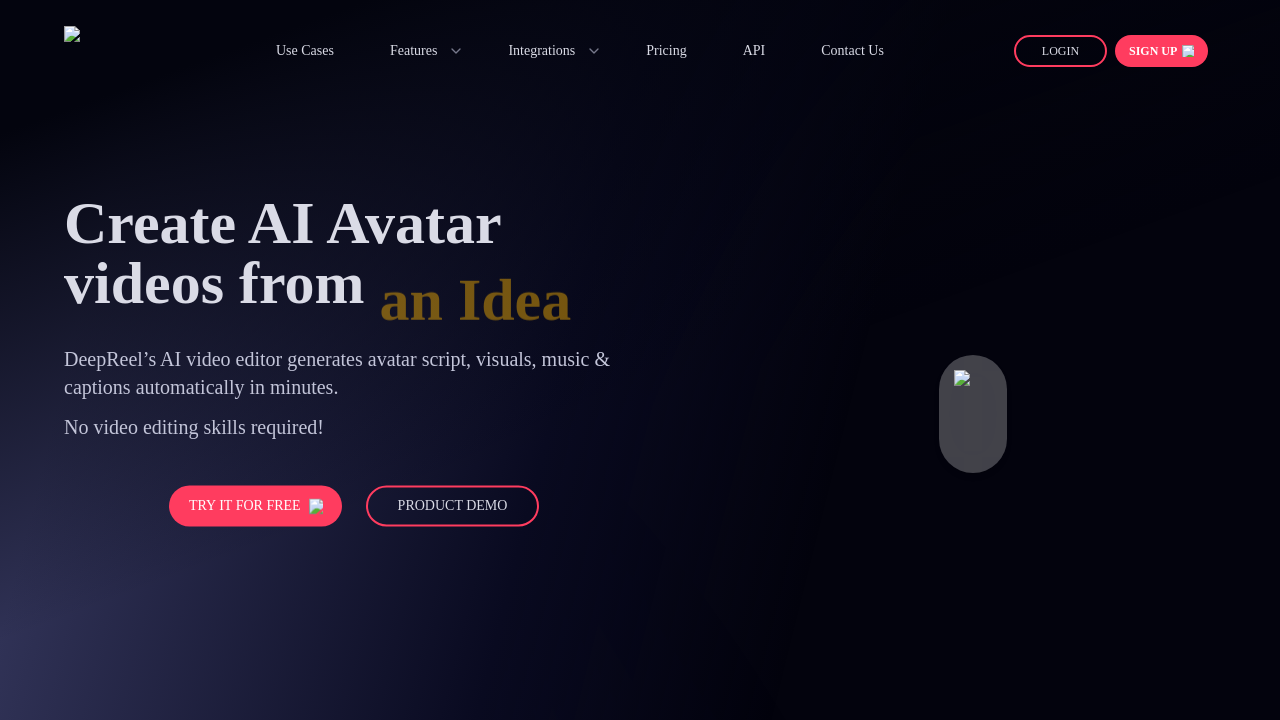 Use Cases
Features
Integrations
Pricing
API
Contact Us
LOGIN
SIGN UP
Create AI Avatar
videos from an Idea
DeepReel’s AI video editor generates avatar script, visuals, music &
captions automatically in minutes.
No video editing skills required!
TRY IT FOR FREE
PRODUCT DEMO